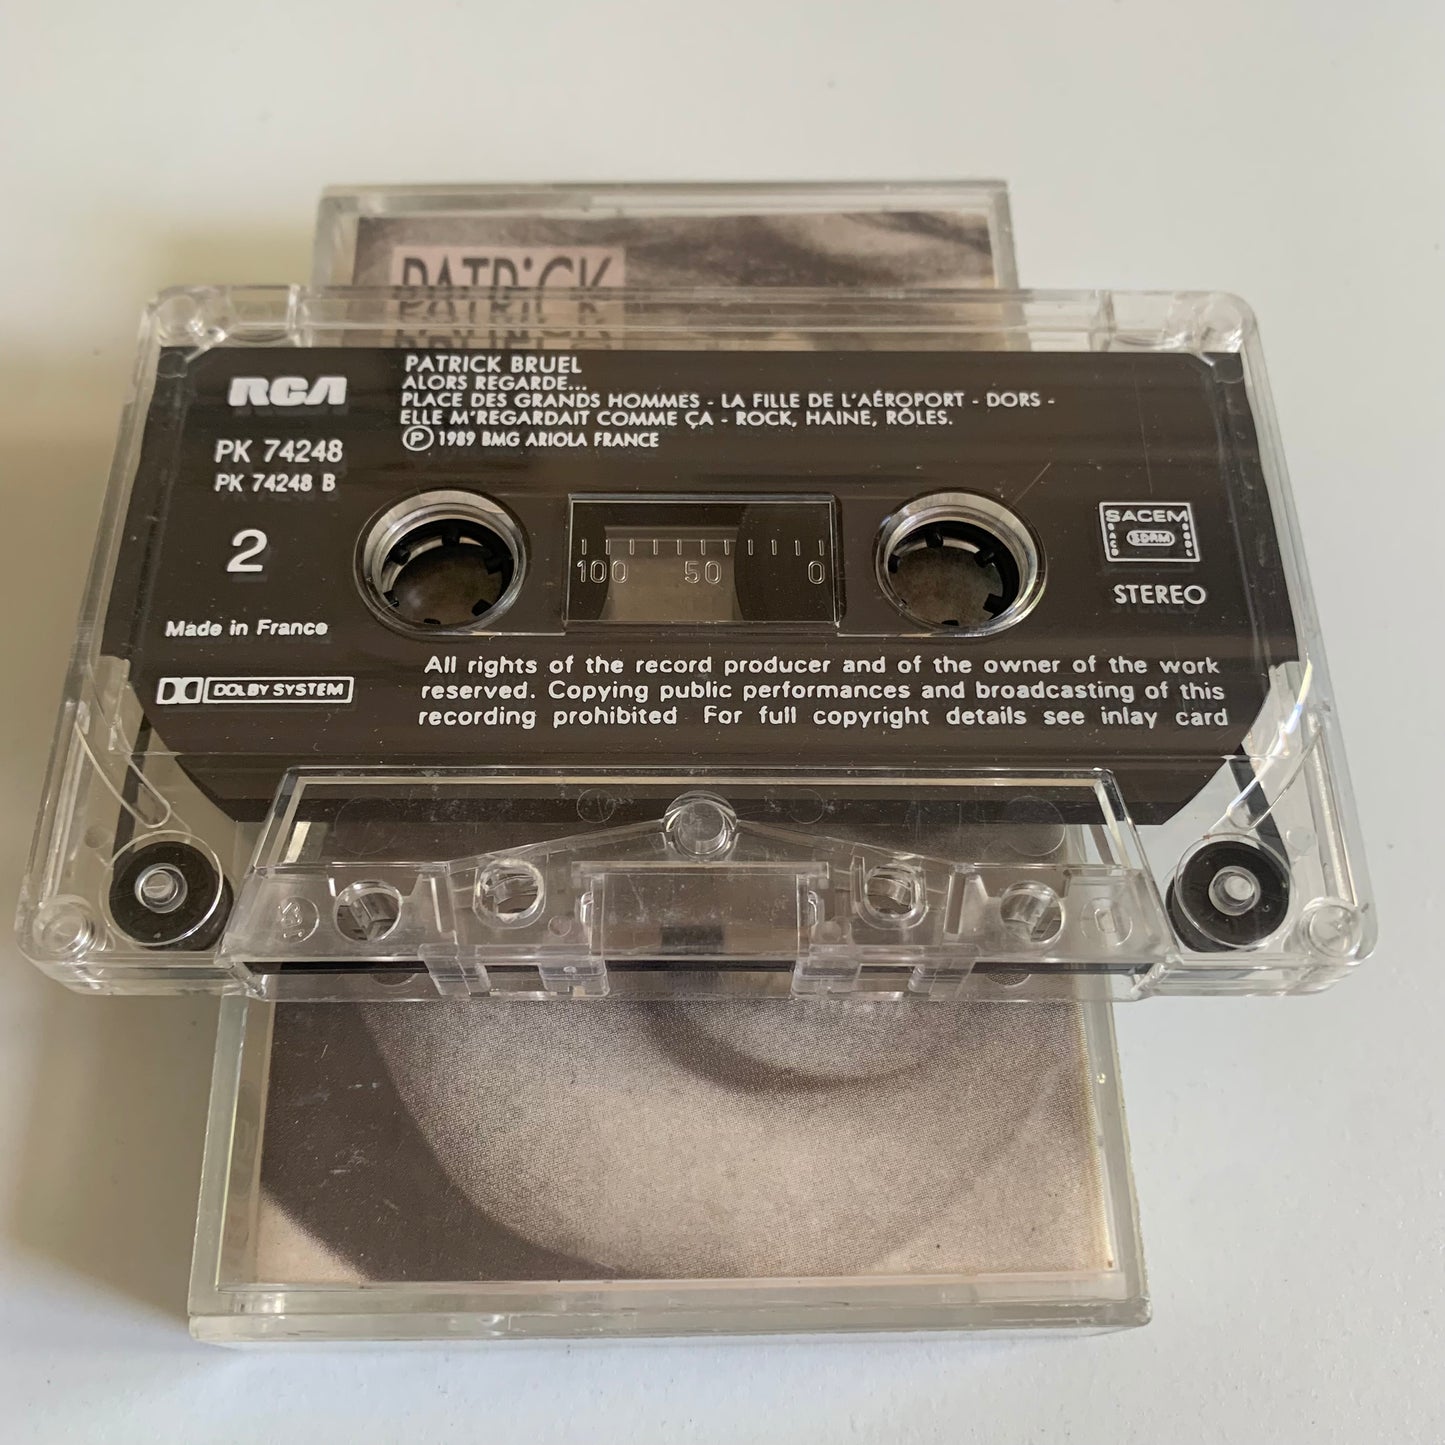 PATRiCK
PATRICK BRUEL
ALORS REGARDE...
PLACE DES GRANDS HOMMES - LA FILLE DE L'AÉROPORT - DORS -
ELLE M'REGARDAIT COMME ÇA - ROCK, HAINE, RÔLES.
Ⓟ 1989 BMG ARIOLA FRANCE
RCA
PK 74248
PK 74248 B
2
Made in France
DOLBY SYSTEM
100 50 0
SACEM
SACD
SDRM
STEREO
All rights of the record producer and of the owner of the work
reserved. Copying public performances and broadcasting of this
recording prohibited For full copyright details see inlay card